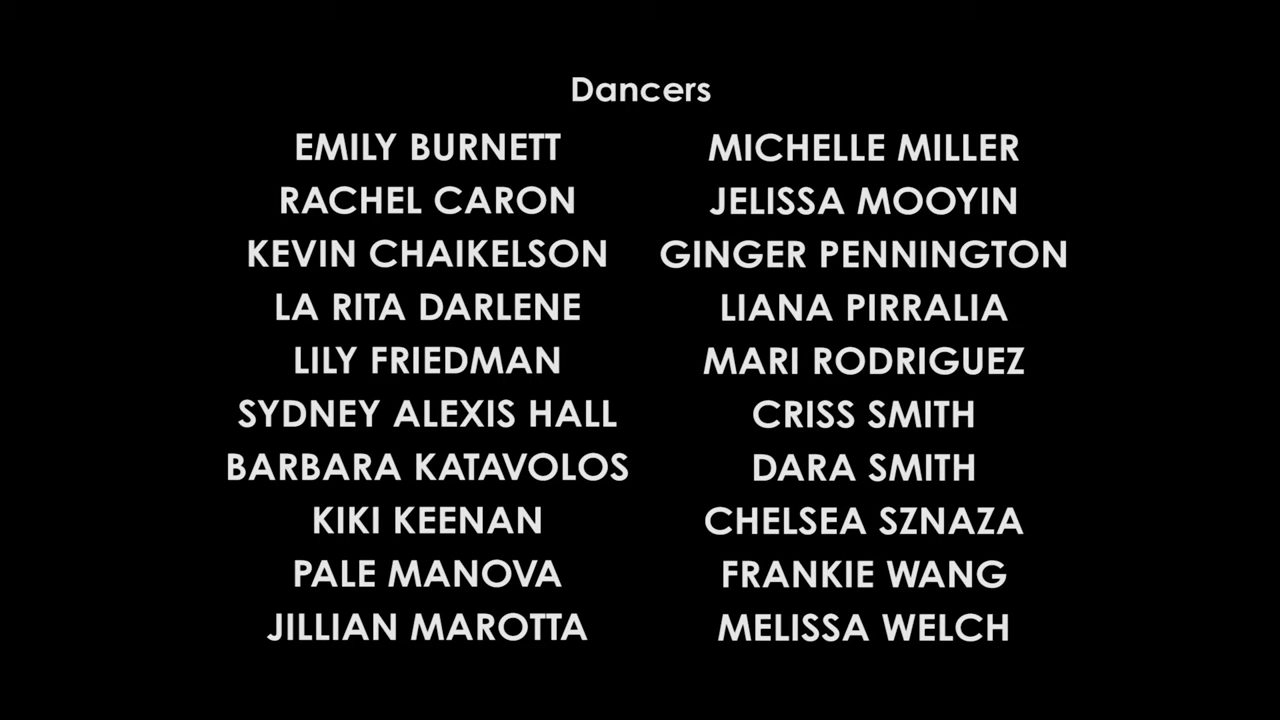 Dancers
EMILY BURNETT
RACHEL CARON
KEVIN CHAIKELSON
LA RITA DARLENE
LILY FRIEDMAN
SYDNEY ALEXIS HALL
BARBARA KATAVOLOS
KIKI KEENAN
PALE MANOVA
JILLIAN MAROTTA
MICHELLE MILLER
JELISSA MOOYIN
GINGER PENNINGTON
LIANA PIRRALIA
MARI RODRIGUEZ
CRISS SMITH
DARA SMITH
CHELSEA SZNAZA
FRANKIE WANG
MELISSA WELCH